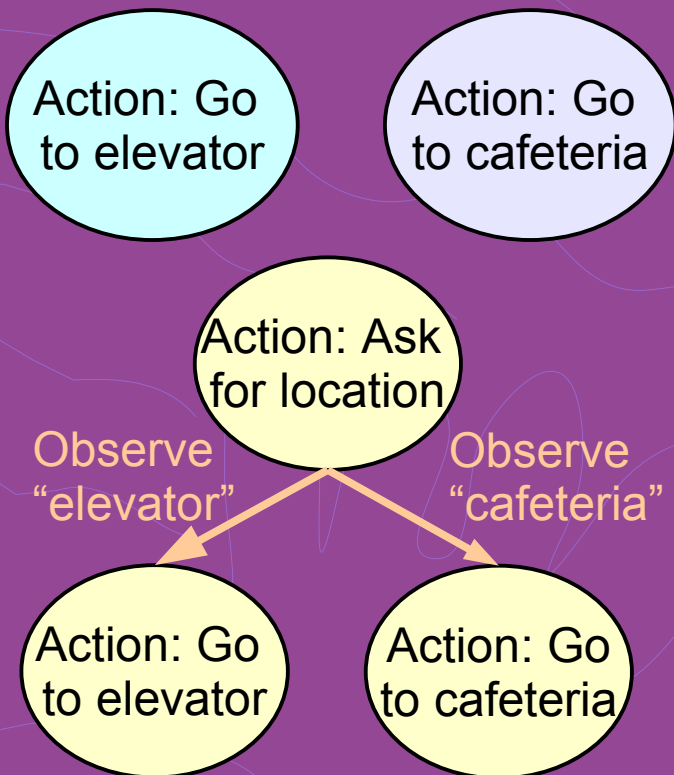 Action: Go
to elevator
Action: Go
to cafeteria
Action: Ask
for location
Observe
“elevator”
Observe
“cafeteria”
Action: Go
to elevator
Action: Go
to cafeteria